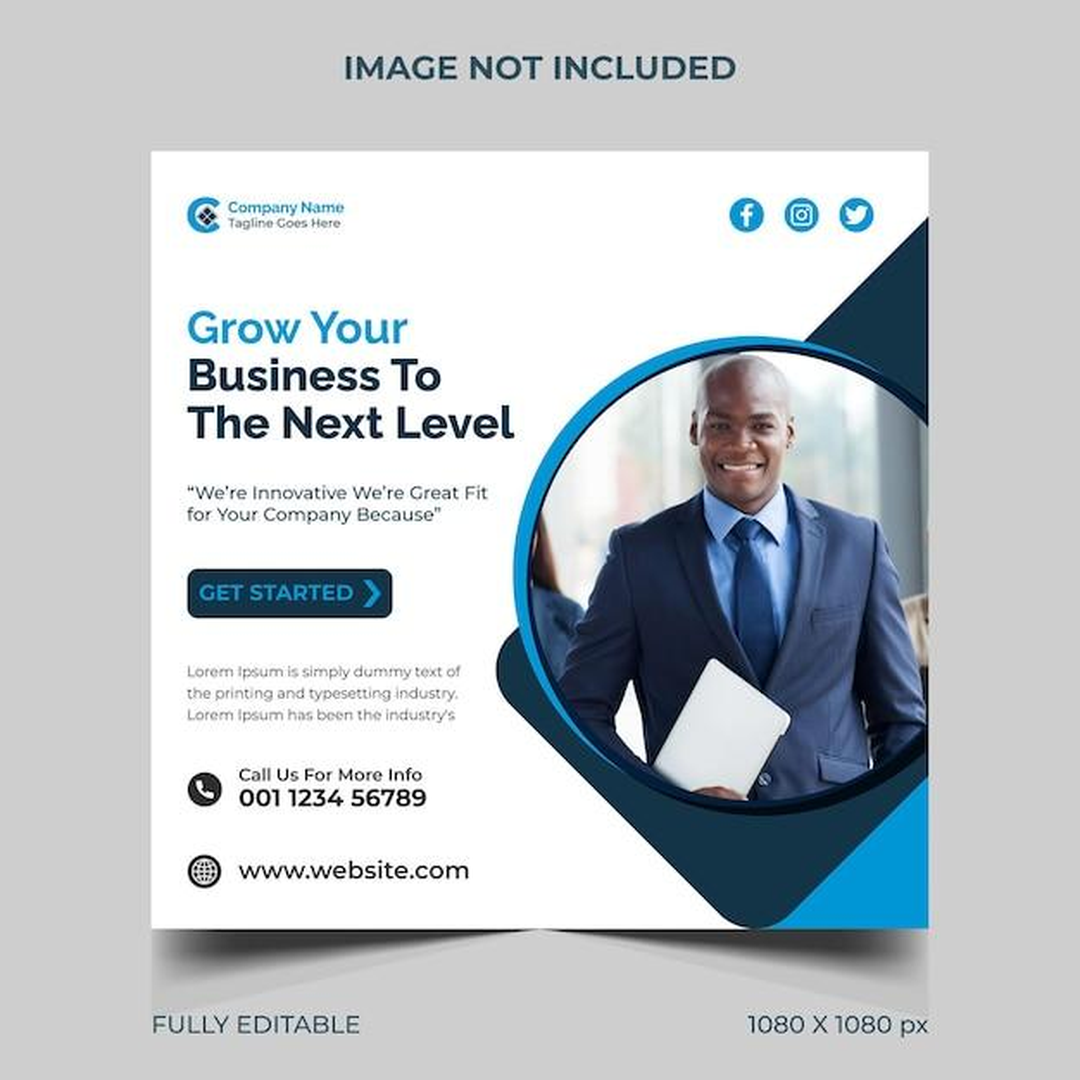 IMAGE NOT INCLUDED
Company Name
Tagline Goes Here
Grow Your
Business To
The Next Level
“We’re Innovative We’re Great Fit
for Your Company Because”
GET STARTED
Lorem Ipsum is simply dummy text of
the printing and typesetting industry.
Lorem Ipsum has been the industry's
Call Us For More Info
001 1234 56789
www.website.com
FULLY EDITABLE
1080 X 1080 px